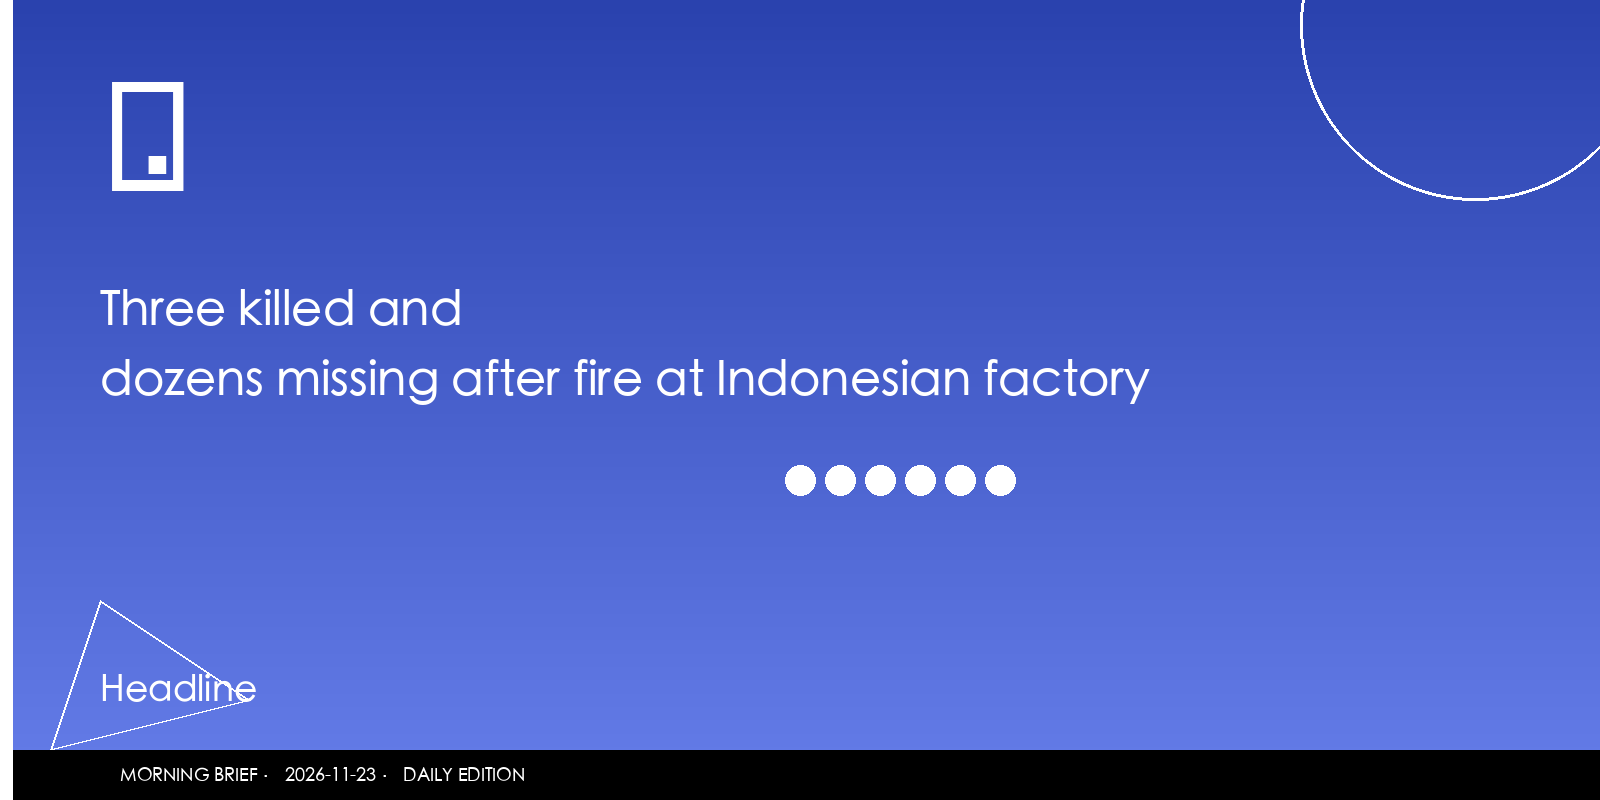 Three killed and
dozens missing after fire at Indonesian factory
Headline
MORNING BRIEF · 2026-11-23 · DAILY EDITION